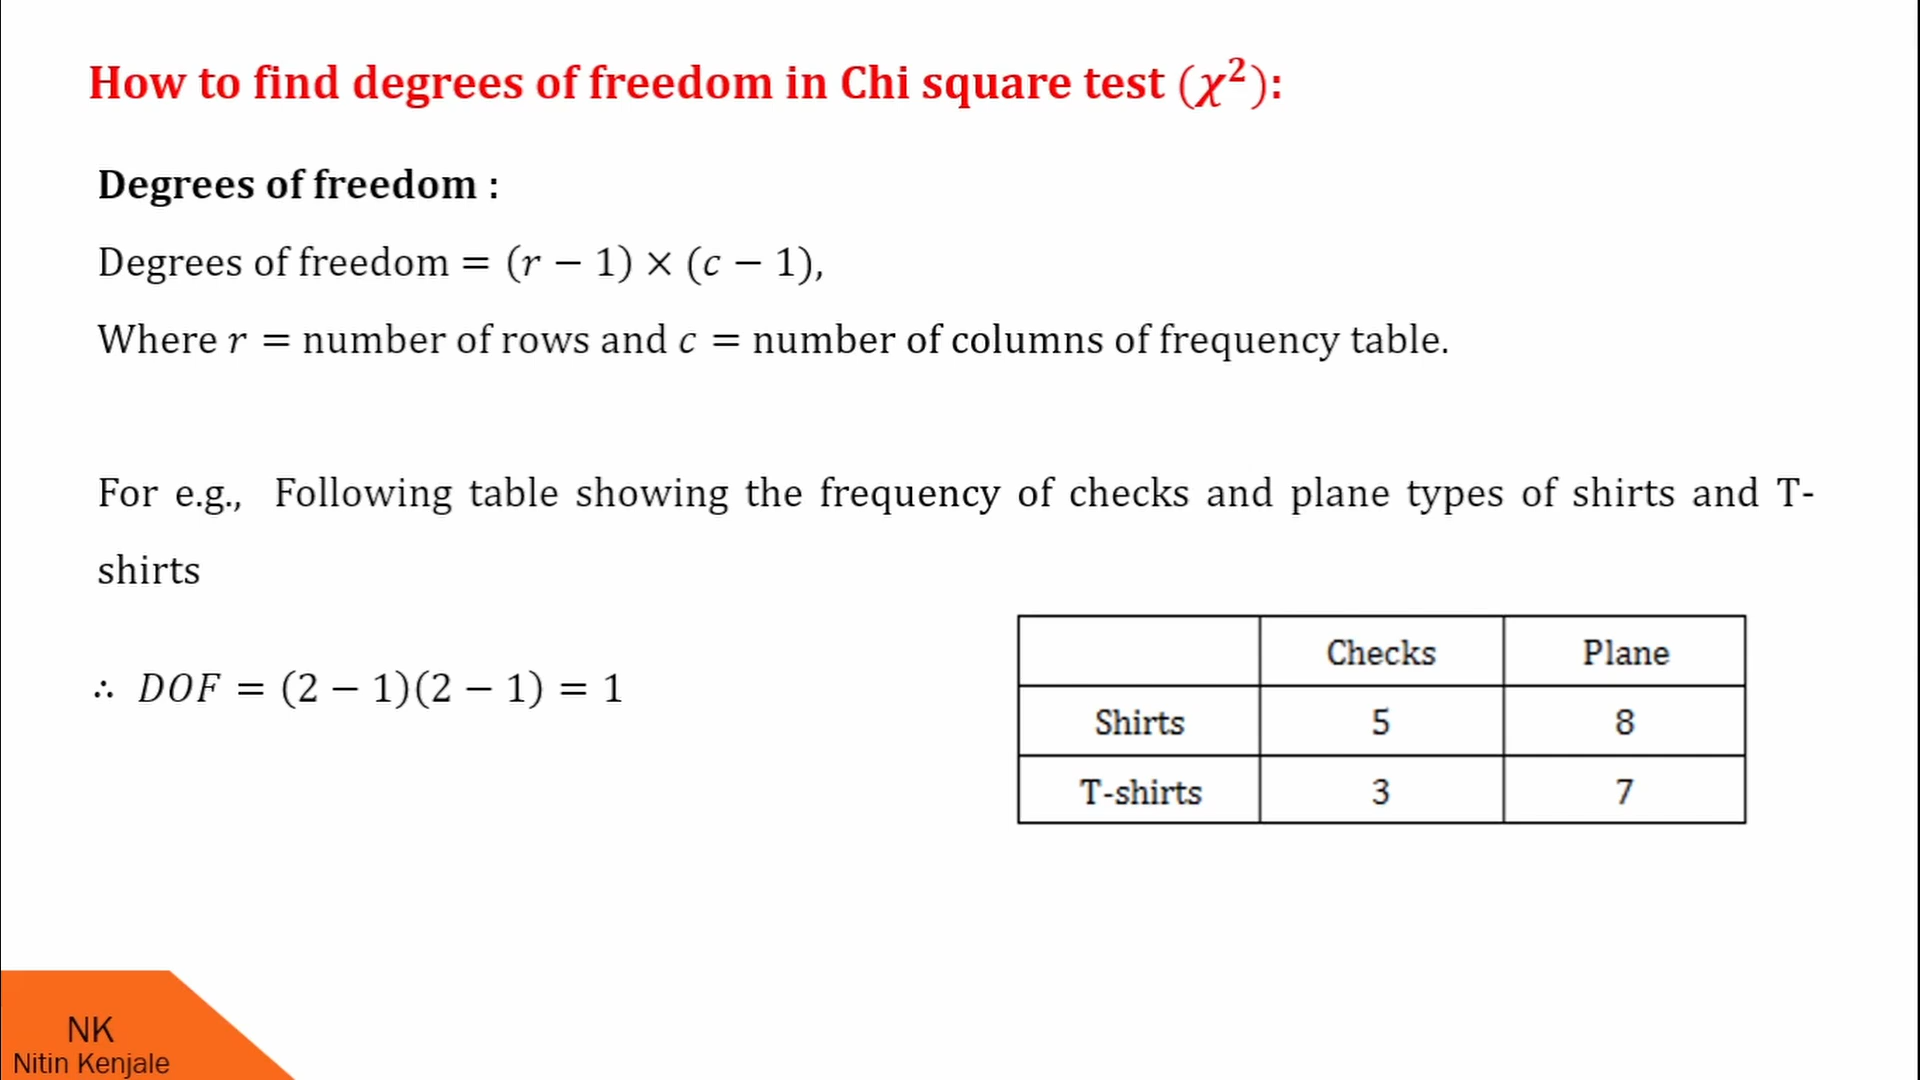 How to find degrees of freedom in Chi square test (χ²):
Degrees of freedom :
Degrees of freedom = (r − 1) × (c − 1),
Where r = number of rows and c = number of columns of frequency table.
For e.g., Following table showing the frequency of checks and plane types of shirts and T-
shirts
∴ DOF = (2 − 1)(2 − 1) = 1
Checks Plane
Shirts 5 8
T-shirts 3 7
NK
Nitin Kenjale